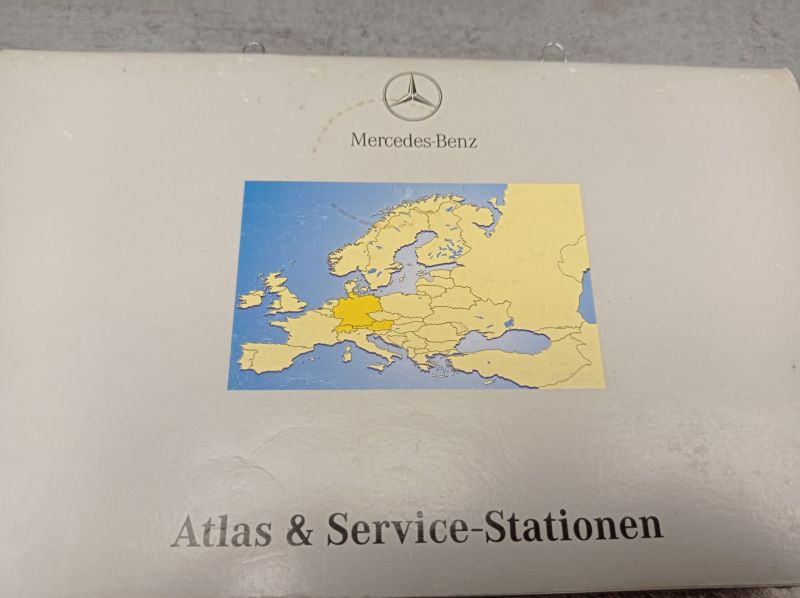 Mercedes-Benz
Atlas & Service-Stationen